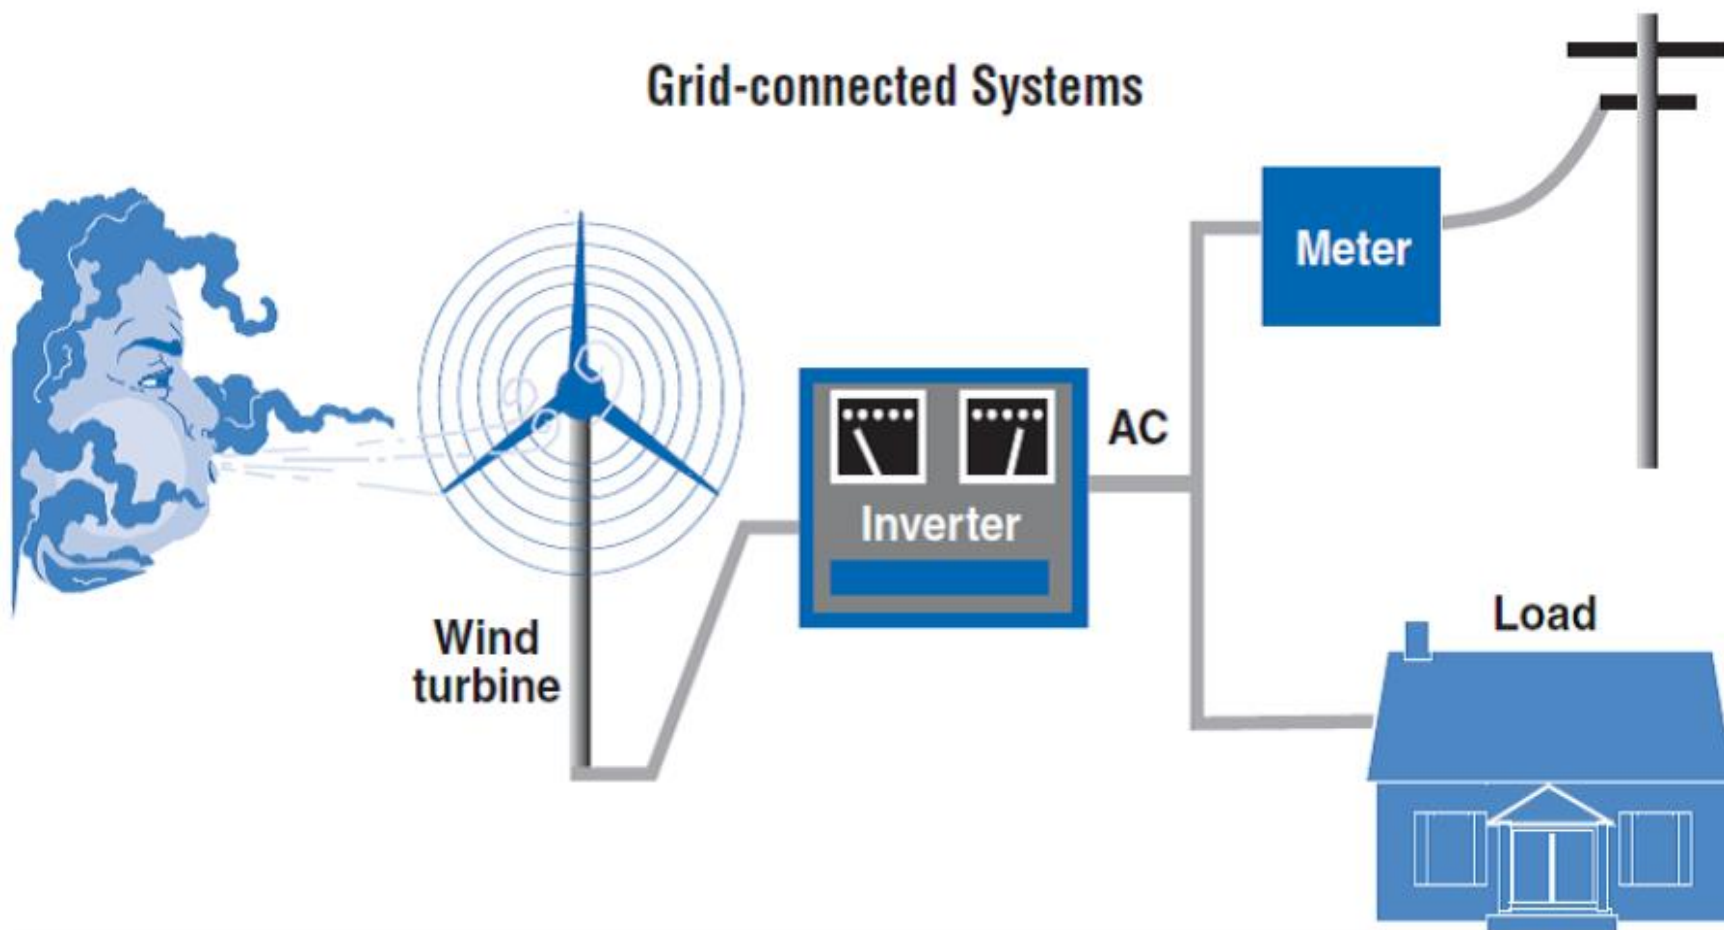 Grid-connected Systems
Meter
AC
Inverter
Wind
turbine
Load